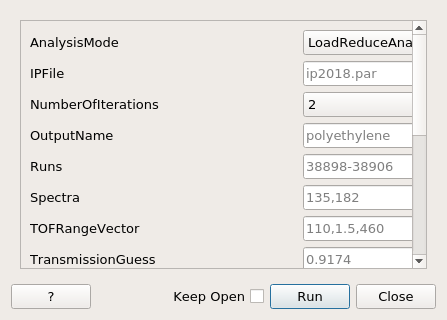 AnalysisMode LoadReduceAna
IPFile ip2018.par
NumberOfIterations 2
OutputName polyethylene
Runs 38898-38906
Spectra 135,182
TOFRangeVector 110,1.5,460
TransmissionGuess 0.9174
? Keep Open Run Close